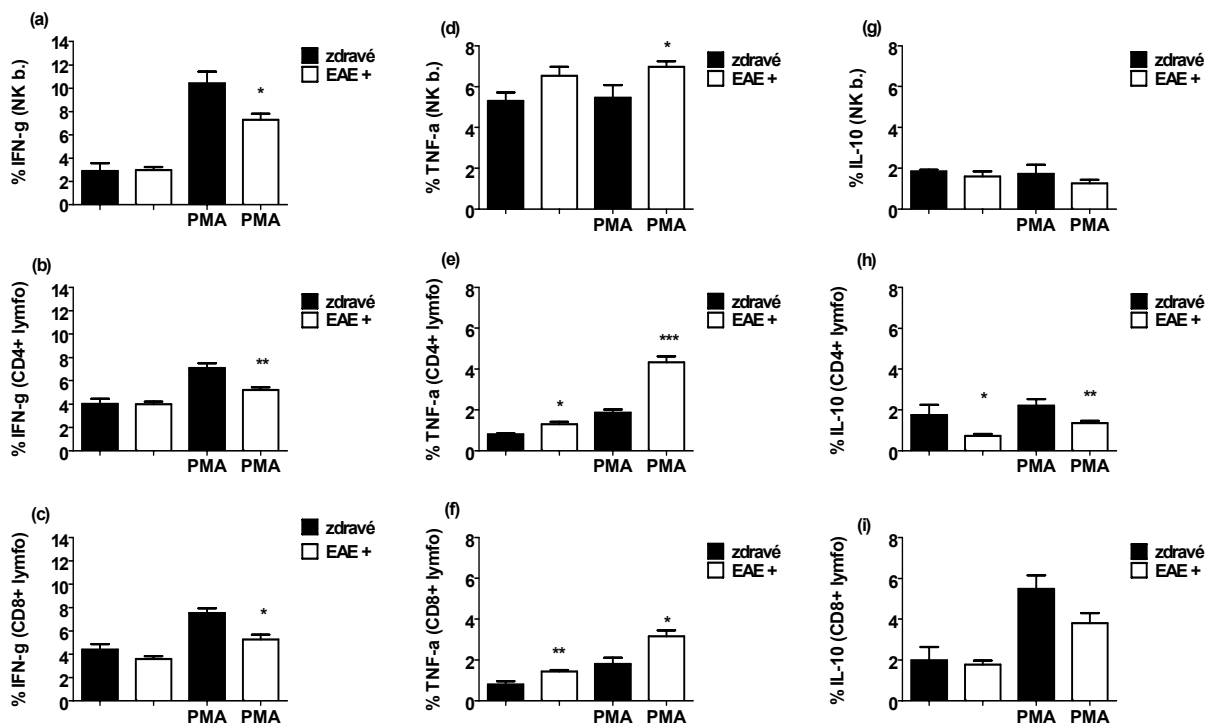 (a)
% IFN-g (NK b.)
14
12
10
8
6
4
2
0
*
PMA PMA
zdravé
EAE +
(d)
% TNF-a (NK b.)
8
6
4
2
0
*
PMA PMA
zdravé
EAE +
(g)
% IL-10 (NK b.)
8
6
4
2
0
PMA PMA
zdravé
EAE +
(b)
% IFN-g (CD4+ lymfo)
14
12
10
8
6
4
2
0
**
PMA PMA
zdravé
EAE +
(e)
% TNF-a (CD4+ lymfo)
8
6
4
2
0
*
***
PMA PMA
zdravé
EAE +
(h)
% IL-10 (CD4+ lymfo)
8
6
4
2
0
*
**
PMA PMA
zdravé
EAE +
(c)
% IFN-g (CD8+ lymfo)
14
12
10
8
6
4
2
0
*
PMA PMA
zdravé
EAE +
(f)
% TNF-a (CD8+ lymfo)
8
6
4
2
0
**
*
PMA PMA
zdravé
EAE +
(i)
% IL-10 (CD8+ lymfo)
8
6
4
2
0
PMA PMA
zdravé
EAE +